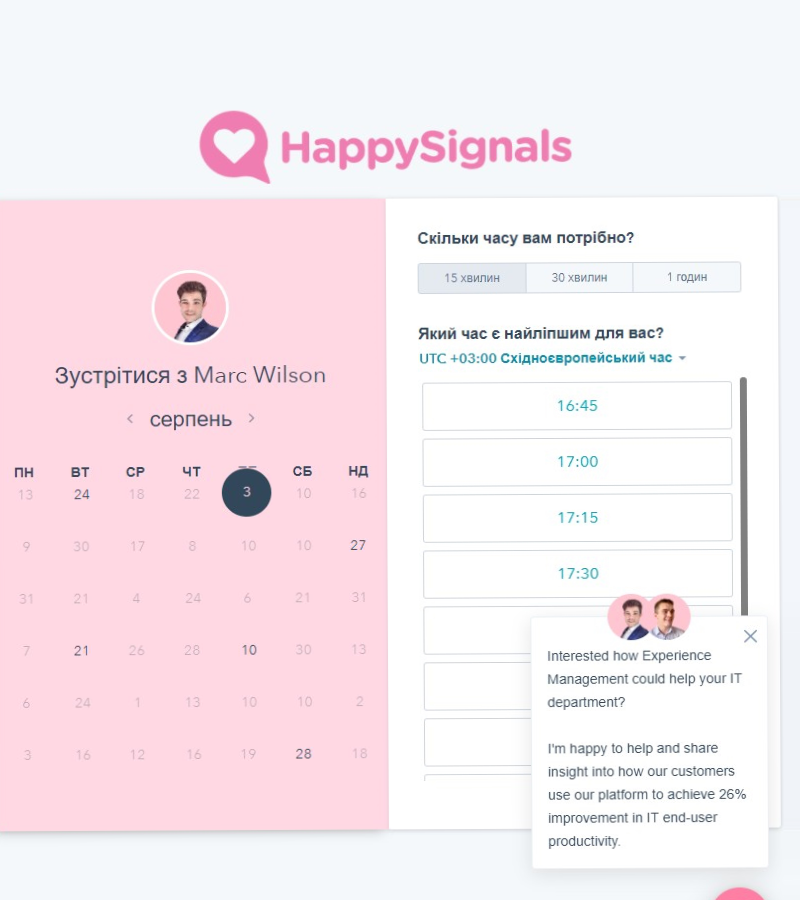 HappySignals
Зустрітися з Marc Wilson
серпень
ПН ВТ СР ЧТ СБ НД
13 24 18 22 3 10 16
9 30 17 8 10 10 27
31 21 4 24 6 21 31
7 21 26 28 10 30 13
6 24 1 13 10 10 2
3 16 12 16 19 28 18
Скільки часу вам потрібно?
15 хвилин 30 хвилин 1 годин
Який час є найліпшим для вас?
UTC +03:00 Східноєвропейський час
16:45
17:00
17:15
17:30
Interested how Experience
Management could help your IT
department?
I'm happy to help and share
insight into how our customers
use our platform to achieve 26%
improvement in IT end-user
productivity.